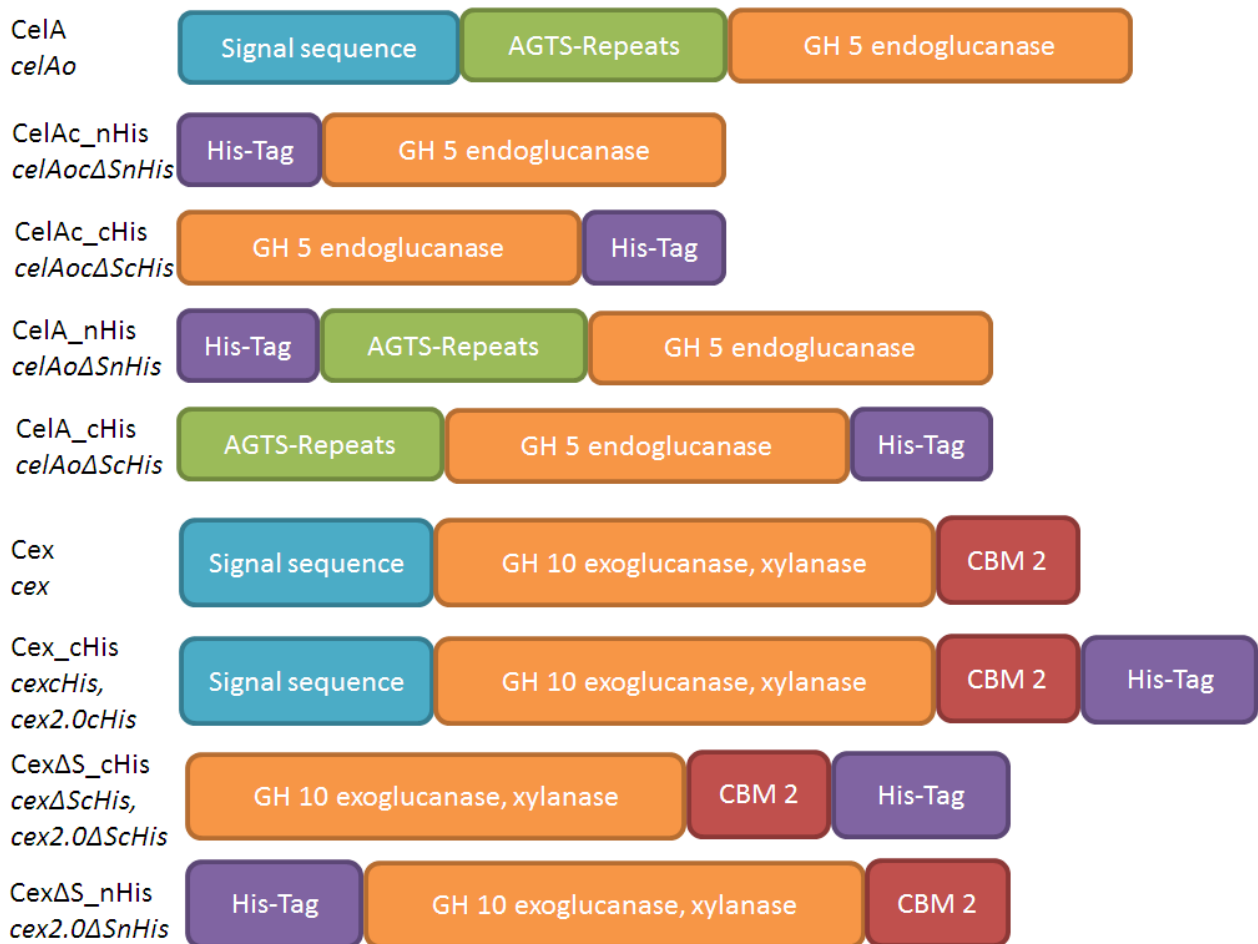 CelA
celAo
Signal sequence
AGTS-Repeats
GH 5 endoglucanase
CelAc_nHis
celAocΔSnHis
His-Tag
GH 5 endoglucanase
CelAc_cHis
celAocΔScHis
GH 5 endoglucanase
His-Tag
CelA_nHis
celAoΔSnHis
His-Tag
AGTS-Repeats
GH 5 endoglucanase
CelA_cHis
celAoΔScHis
AGTS-Repeats
GH 5 endoglucanase
His-Tag
Cex
cex
Signal sequence
GH 10 exoglucanase, xylanase
CBM 2
Cex_cHis
cexcHis,
cex2.0cHis
Signal sequence
GH 10 exoglucanase, xylanase
CBM 2
His-Tag
CexΔS_cHis
cexΔScHis,
cex2.0ΔScHis
GH 10 exoglucanase, xylanase
CBM 2
His-Tag
CexΔS_nHis
cex2.0ΔSnHis
His-Tag
GH 10 exoglucanase, xylanase
CBM 2